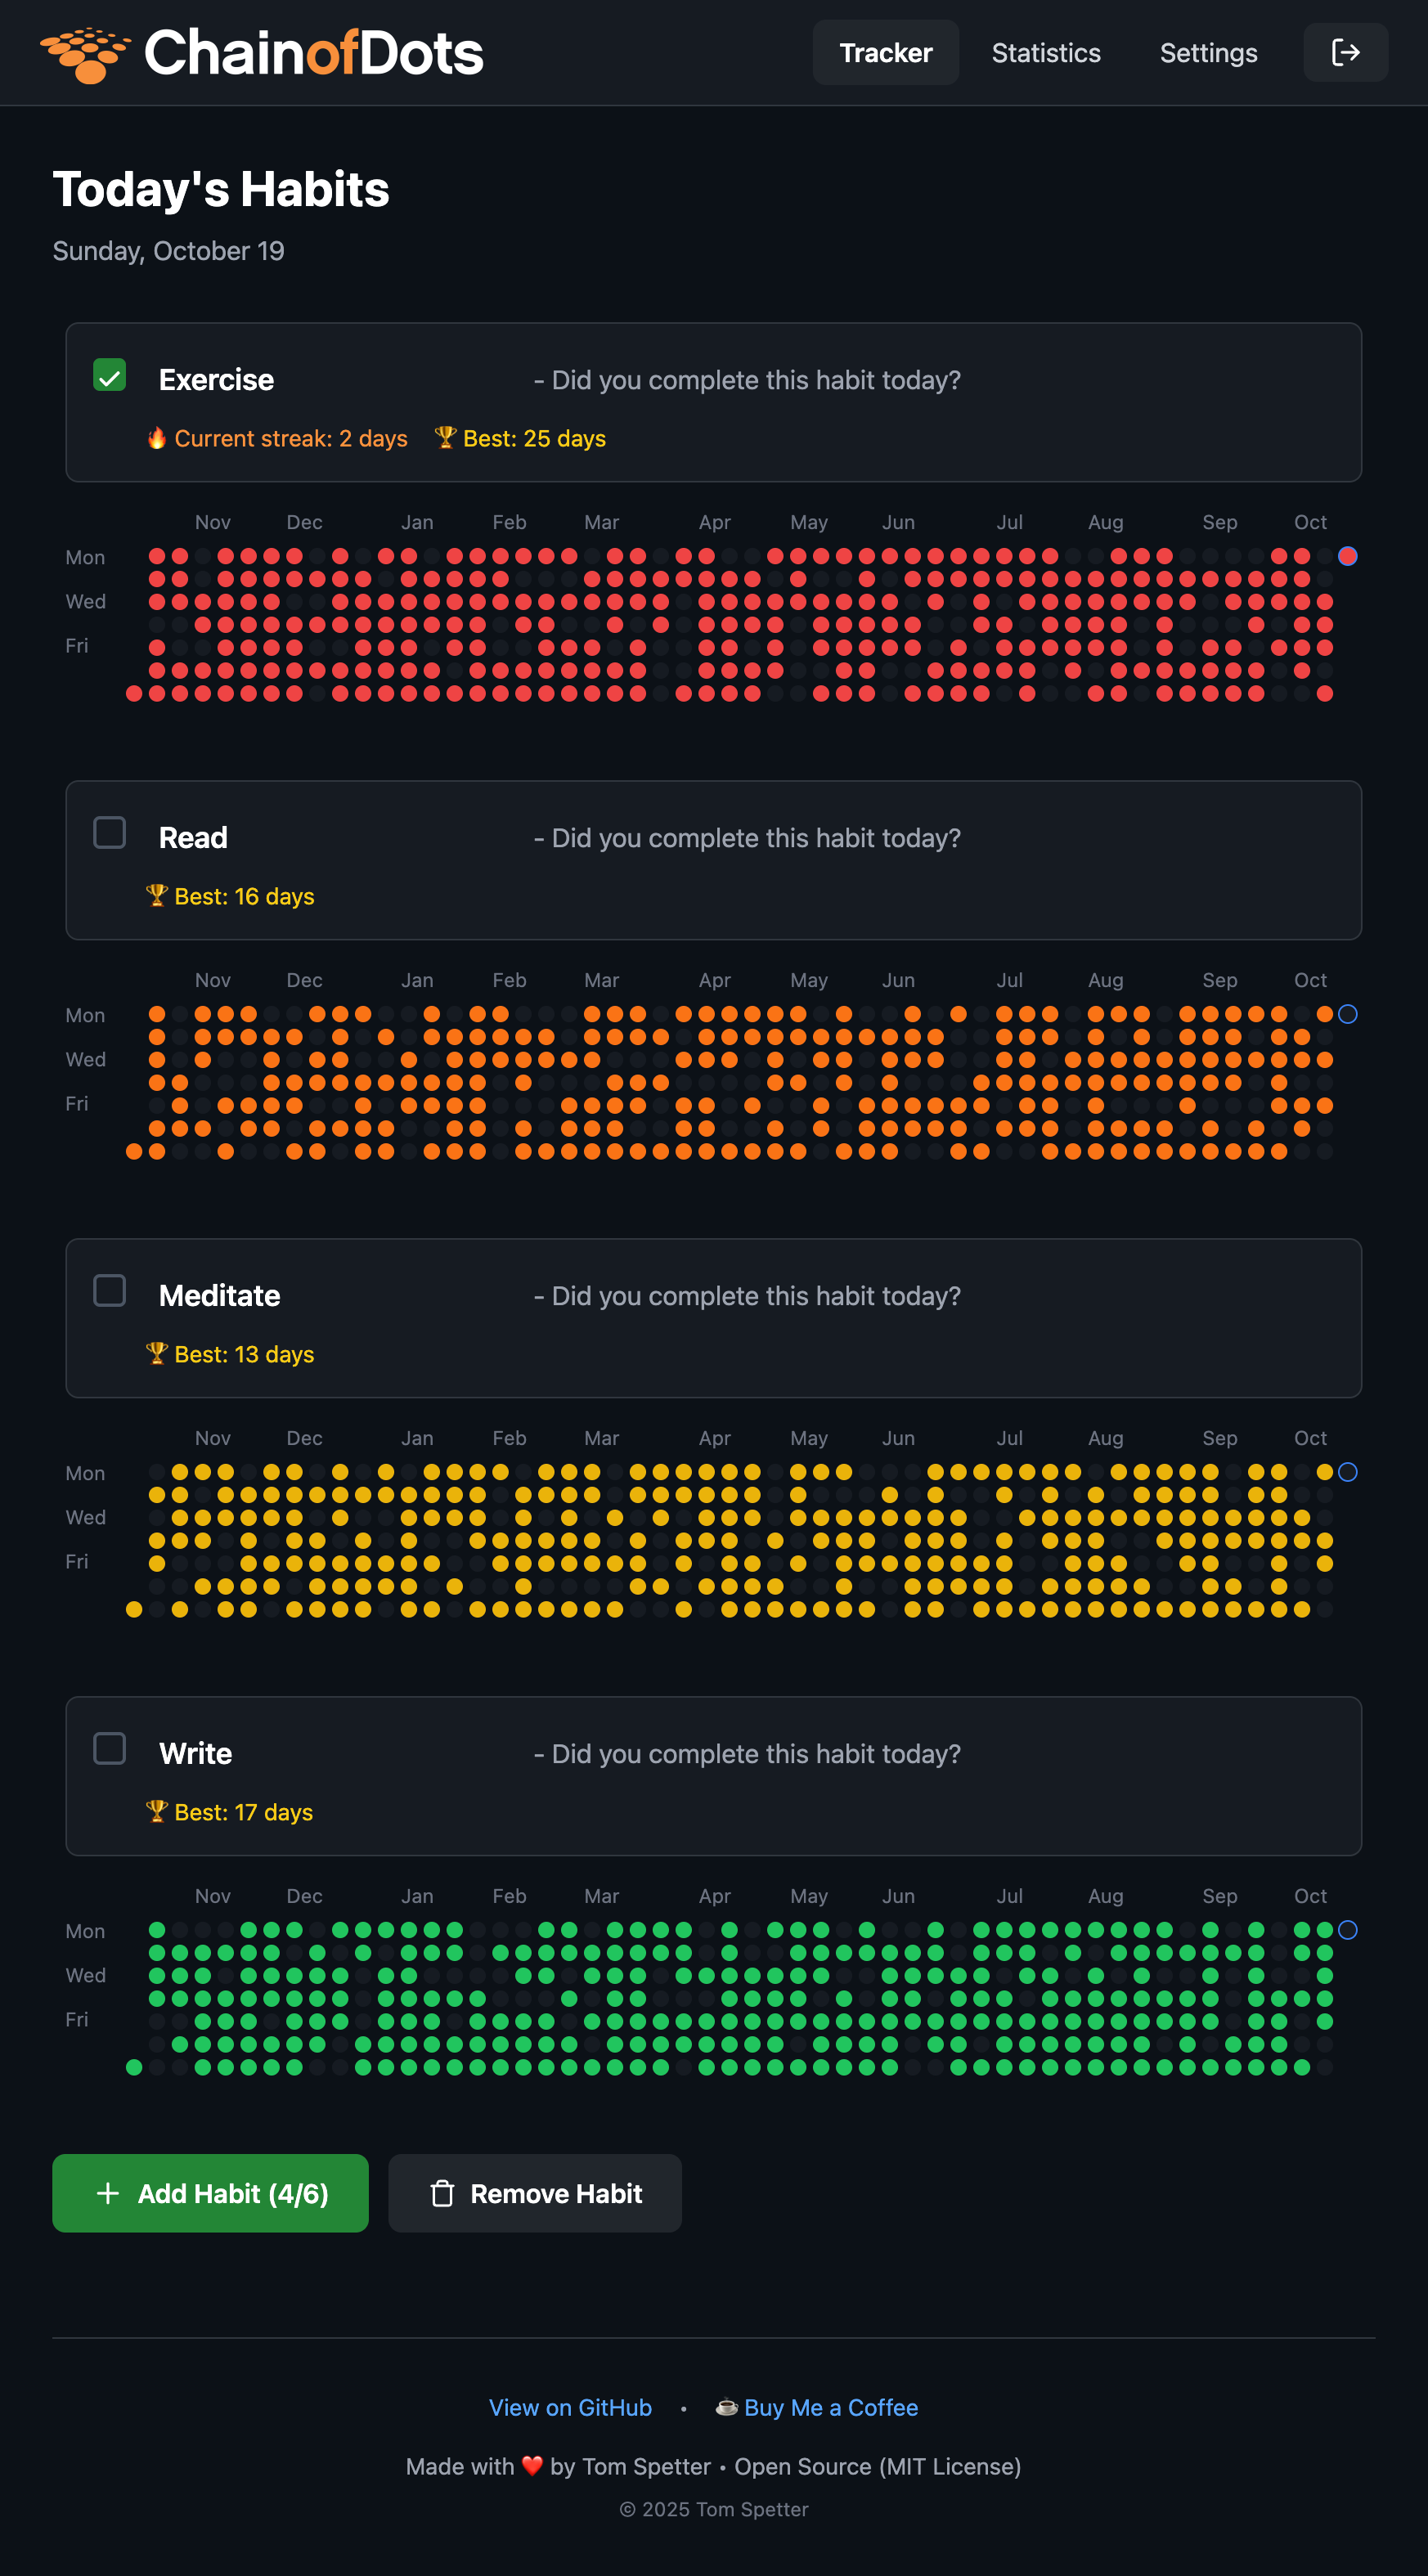 ChainofDots Tracker Statistics Settings
Today's Habits
Sunday, October 19
Exercise - Did you complete this habit today?
🔥 Current streak: 2 days 🏆 Best: 25 days
Nov Dec Jan Feb Mar Apr May Jun Jul Aug Sep Oct
Mon
Wed
Fri
Read - Did you complete this habit today?
🏆 Best: 16 days
Nov Dec Jan Feb Mar Apr May Jun Jul Aug Sep Oct
Mon
Wed
Fri
Meditate - Did you complete this habit today?
🏆 Best: 13 days
Nov Dec Jan Feb Mar Apr May Jun Jul Aug Sep Oct
Mon
Wed
Fri
Write - Did you complete this habit today?
🏆 Best: 17 days
Nov Dec Jan Feb Mar Apr May Jun Jul Aug Sep Oct
Mon
Wed
Fri
+ Add Habit (4/6) Remove Habit
View on GitHub • ☕ Buy Me a Coffee
Made with ❤️ by Tom Spetter • Open Source (MIT License)
© 2025 Tom Spetter